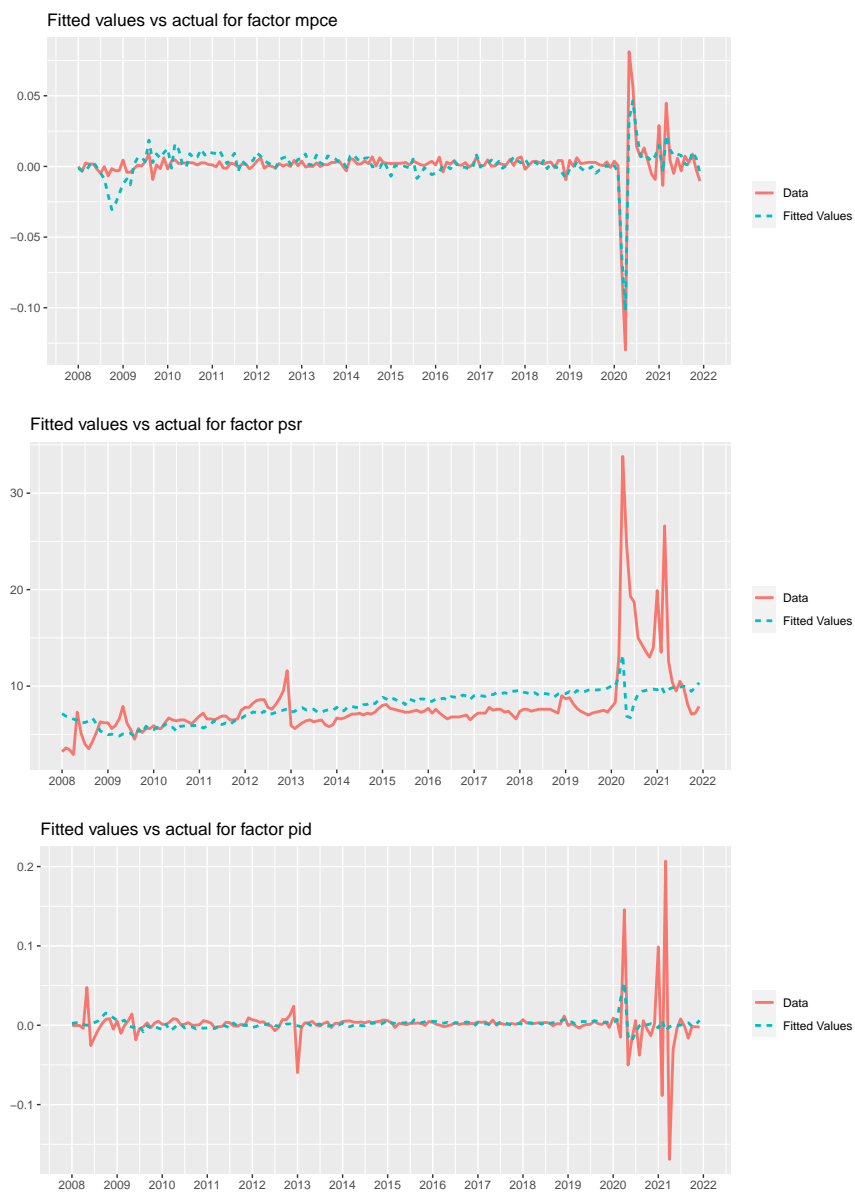 Fitted values vs actual for factor mpce
0.05
0.00
−0.05
−0.10
2008 2009 2010 2011 2012 2013 2014 2015 2016 2017 2018 2019 2020 2021 2022
Data
Fitted Values
Fitted values vs actual for factor psr
30
20
10
2008 2009 2010 2011 2012 2013 2014 2015 2016 2017 2018 2019 2020 2021 2022
Data
Fitted Values
Fitted values vs actual for factor pid
0.2
0.1
0.0
−0.1
2008 2009 2010 2011 2012 2013 2014 2015 2016 2017 2018 2019 2020 2021 2022
Data
Fitted Values